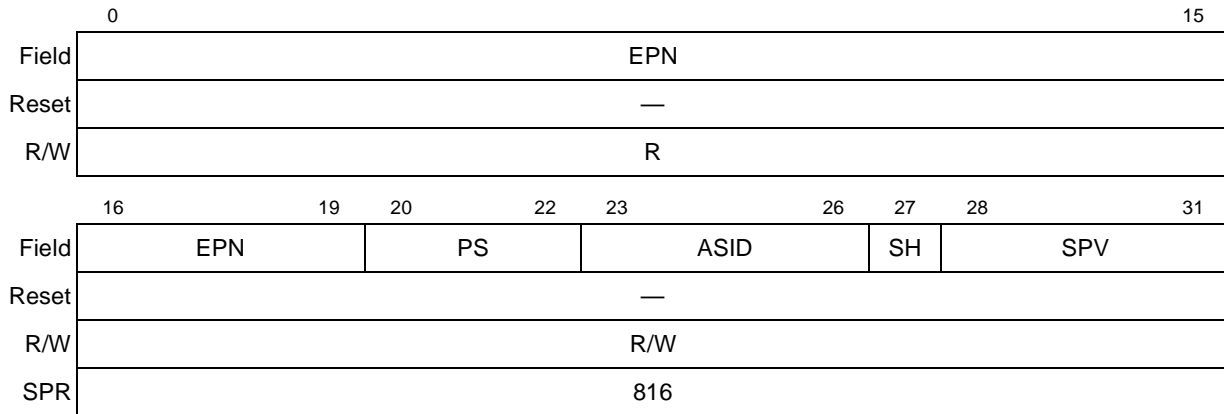 0 15
Field EPN
Reset —
R/W R
16 19 20 22 23 26 27 28 31
Field EPN PS ASID SH SPV
Reset —
R/W R/W
SPR 816